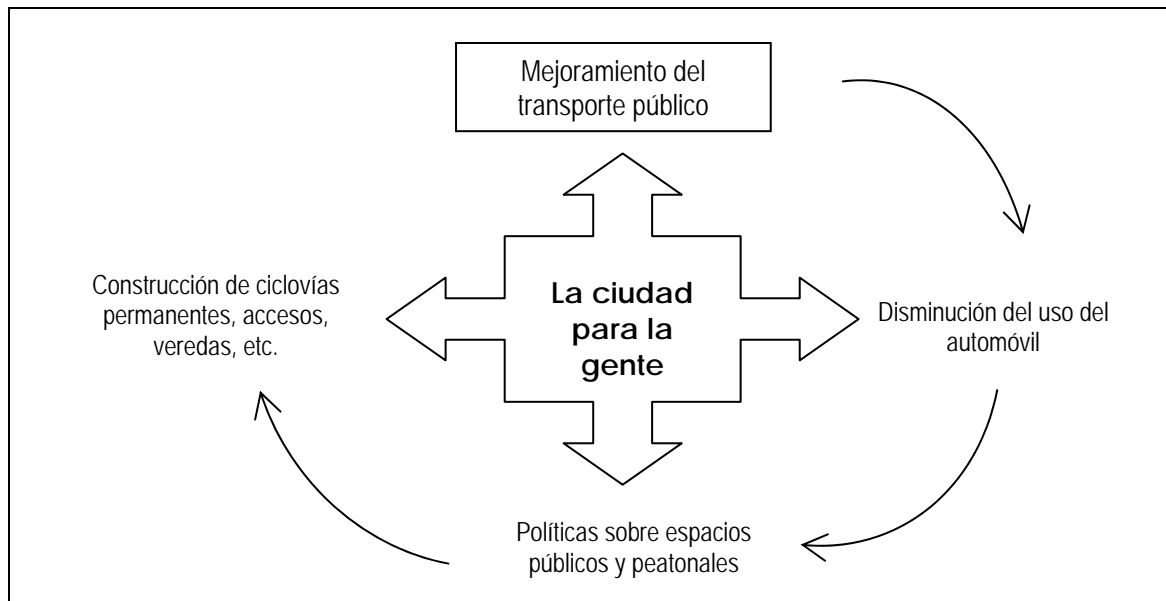 Mejoramiento del
transporte público
La ciudad
para la
gente
Construcción de ciclovías
permanentes, accesos,
veredas, etc.
Disminución del uso del
automóvil
Políticas sobre espacios
públicos y peatonales